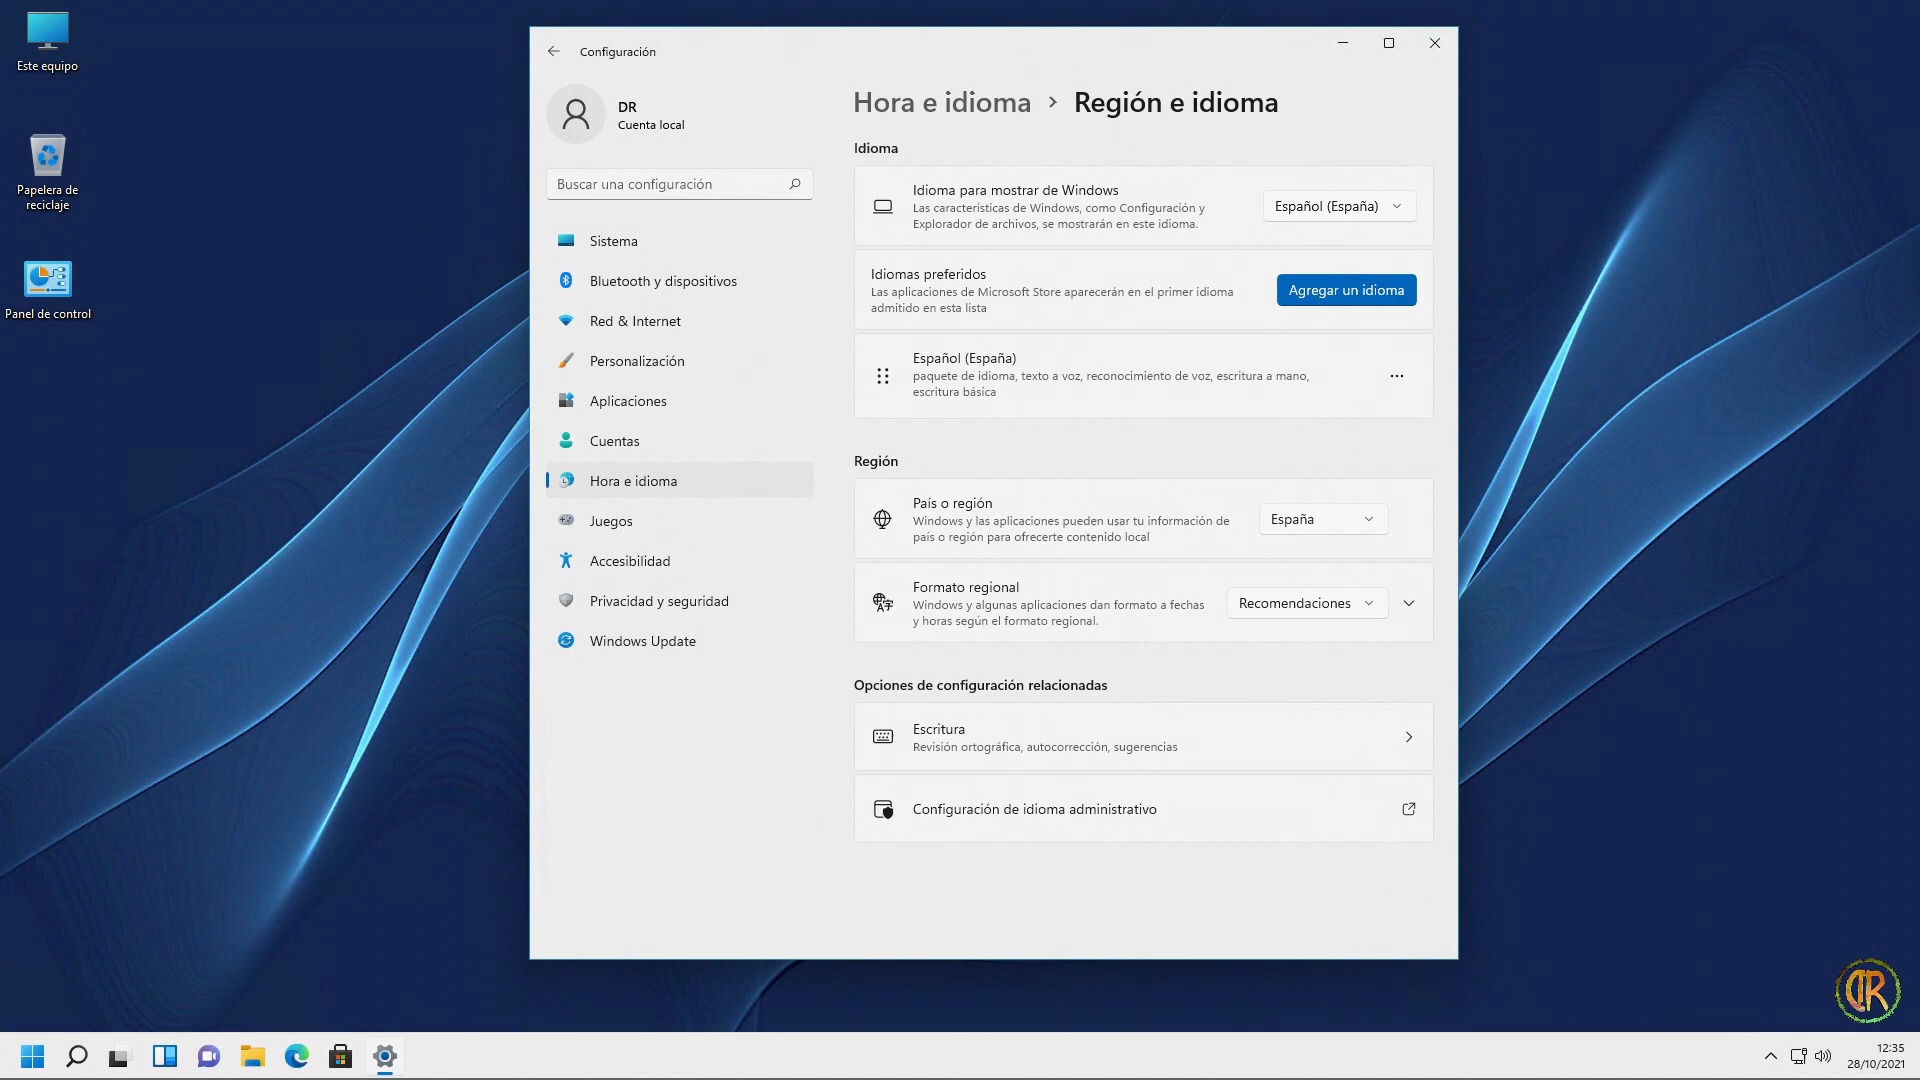 Este equipo
Papelera de
reciclaje
Panel de control
Configuración
DR
Cuenta local
Buscar una configuración
Sistema
Bluetooth y dispositivos
Red & Internet
Personalización
Aplicaciones
Cuentas
Hora e idioma
Juegos
Accesibilidad
Privacidad y seguridad
Windows Update
Hora e idioma > Región e idioma
Idioma
Idioma para mostrar de Windows
Las características de Windows, como Configuración y
Explorador de archivos, se mostrarán en este idioma.
Español (España)
Idiomas preferidos
Las aplicaciones de Microsoft Store aparecerán en el primer idioma
admitido en esta lista
Agregar un idioma
Español (España)
paquete de idioma, texto a voz, reconocimiento de voz, escritura a mano,
escritura básica
Región
País o región
Windows y las aplicaciones pueden usar tu información de
país o región para ofrecerte contenido local
España
Formato regional
Windows y algunas aplicaciones dan formato a fechas
y horas según el formato regional.
Recomendaciones
Opciones de configuración relacionadas
Escritura
Revisión ortográfica, autocorrección, sugerencias
Configuración de idioma administrativo
DR
12:35
28/10/2021